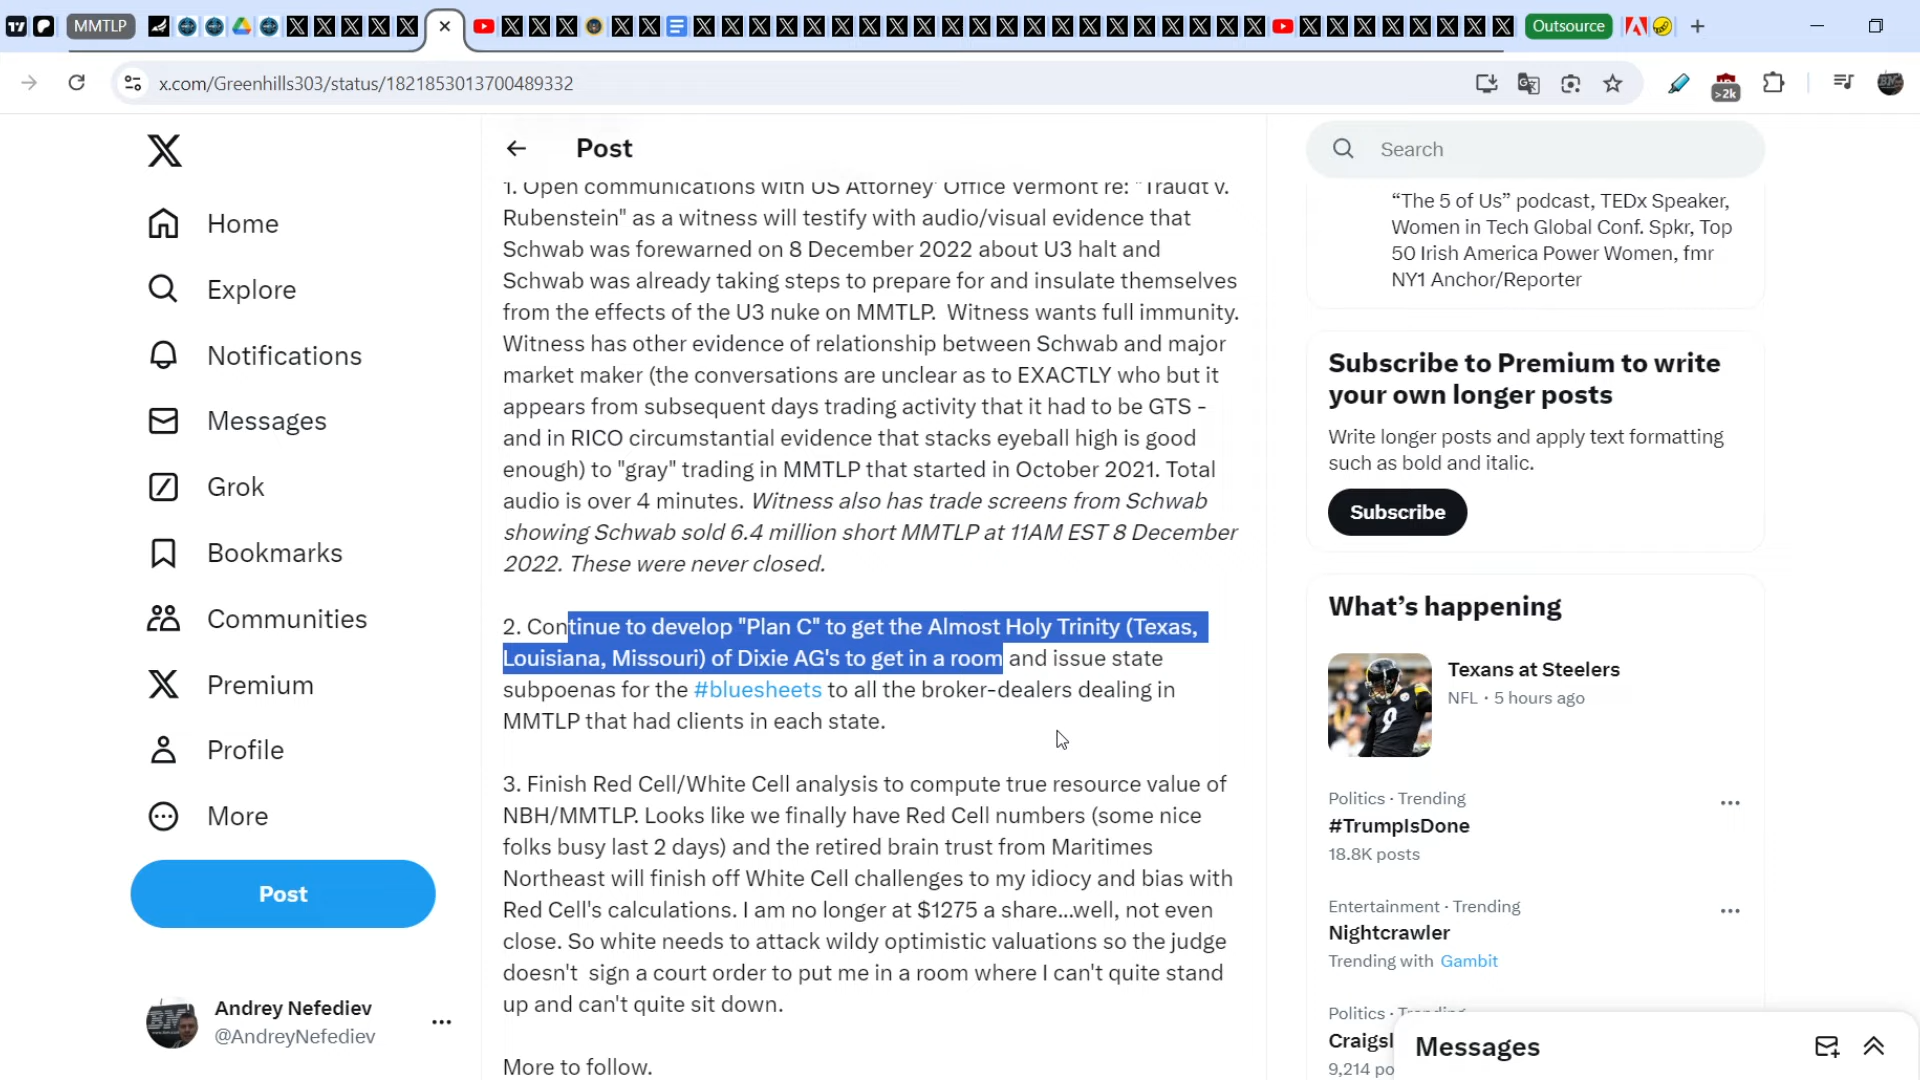 MMTLP
Outsource
x.com/Greenhills303/status/1821853013700489332
>2k
Post
Search
Home
Explore
Notifications
Messages
Grok
Bookmarks
Communities
Premium
Profile
More
Post
Andrey Nefediev
@AndreyNefediev
1. Open communications with US Attorney' Office Vermont re: "Traudt v.
Rubenstein" as a witness will testify with audio/visual evidence that
Schwab was forewarned on 8 December 2022 about U3 halt and
Schwab was already taking steps to prepare for and insulate themselves
from the effects of the U3 nuke on MMTLP.  Witness wants full immunity.
Witness has other evidence of relationship between Schwab and major
market maker (the conversations are unclear as to EXACTLY who but it
appears from subsequent days trading activity that it had to be GTS -
and in RICO circumstantial evidence that stacks eyeball high is good
enough) to "gray" trading in MMTLP that started in October 2021. Total
audio is over 4 minutes. Witness also has trade screens from Schwab
showing Schwab sold 6.4 million short MMTLP at 11AM EST 8 December
2022. These were never closed.
2. Continue to develop "Plan C" to get the Almost Holy Trinity (Texas,
Louisiana, Missouri) of Dixie AG's to get in a room and issue state
subpoenas for the #bluesheets to all the broker-dealers dealing in
MMTLP that had clients in each state.
3. Finish Red Cell/White Cell analysis to compute true resource value of
NBH/MMTLP. Looks like we finally have Red Cell numbers (some nice
folks busy last 2 days) and the retired brain trust from Maritimes
Northeast will finish off White Cell challenges to my idiocy and bias with
Red Cell's calculations. I am no longer at $1275 a share...well, not even
close. So white needs to attack wildy optimistic valuations so the judge
doesn't  sign a court order to put me in a room where I can't quite stand
up and can't quite sit down.
More to follow.
“The 5 of Us” podcast, TEDx Speaker,
Women in Tech Global Conf. Spkr, Top
50 Irish America Power Women, fmr
NY1 Anchor/Reporter
Subscribe to Premium to write
your own longer posts
Write longer posts and apply text formatting
such as bold and italic.
Subscribe
What’s happening
Texans at Steelers
NFL · 5 hours ago
Politics · Trending
#TrumpIsDone
18.8K posts
Entertainment · Trending
Nightcrawler
Trending with Gambit
Politics · Trending
Craigsl
9,214 po
Messages